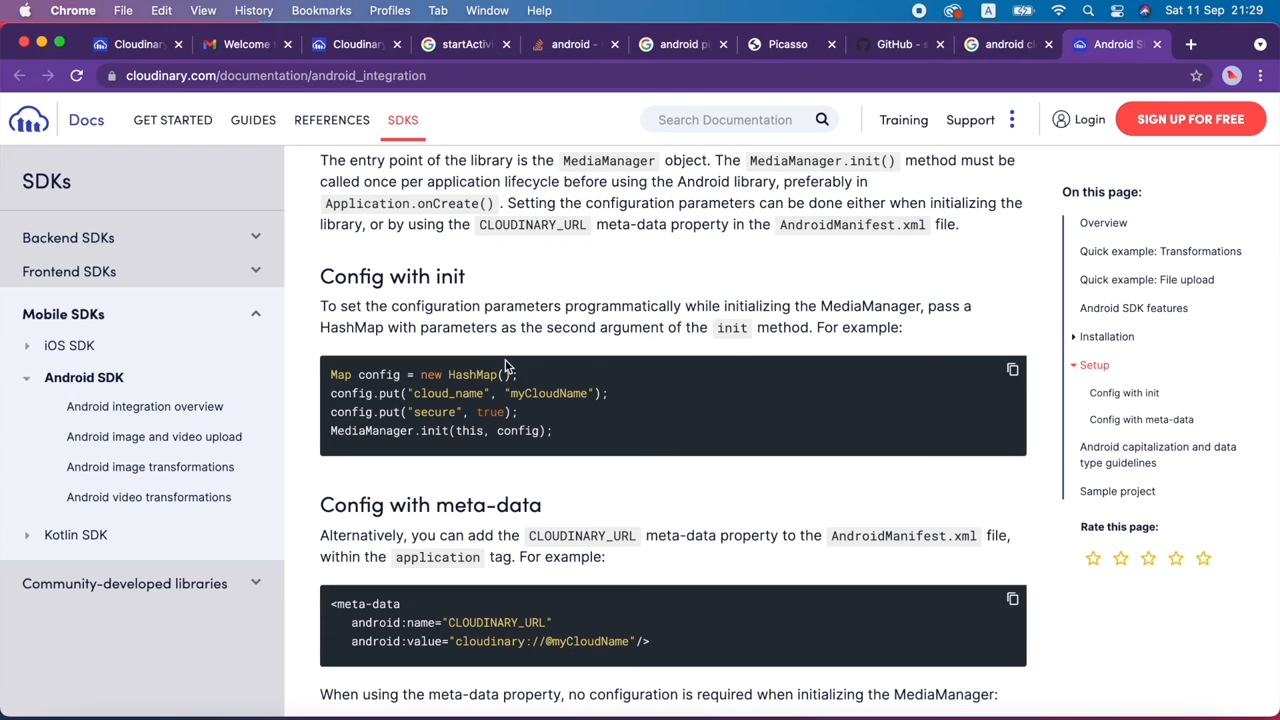 Chrome File Edit View History Bookmarks Profiles Tab Window Help A Sat 11 Sep 21:29
Cloudinary Welcome Cloudinary startActivi android - android pi Picasso GitHub - s android cl Android S
cloudinary.com/documentation/android_integration
Docs GET STARTED GUIDES REFERENCES SDKS Search Documentation Training Support Login SIGN UP FOR FREE
SDKs
Backend SDKs
Frontend SDKs
Mobile SDKs
iOS SDK
Android SDK
Android integration overview
Android image and video upload
Android image transformations
Android video transformations
Kotlin SDK
Community-developed libraries
The entry point of the library is the MediaManager object. The MediaManager.init() method must be
called once per application lifecycle before using the Android library, preferably in
Application.onCreate() . Setting the configuration parameters can be done either when initializing the
library, or by using the CLOUDINARY_URL meta-data property in the AndroidManifest.xml file.
Config with init
To set the configuration parameters programmatically while initializing the MediaManager, pass a
HashMap with parameters as the second argument of the init method. For example:
Map config = new HashMap();
config.put("cloud_name", "myCloudName");
config.put("secure", true);
MediaManager.init(this, config);
Config with meta-data
Alternatively, you can add the CLOUDINARY_URL meta-data property to the AndroidManifest.xml file,
within the application tag. For example:
<meta-data
android:name="CLOUDINARY_URL"
android:value="cloudinary://@myCloudName"/>
When using the meta-data property, no configuration is required when initializing the MediaManager:
On this page:
Overview
Quick example: Transformations
Quick example: File upload
Android SDK features
Installation
Setup
Config with init
Config with meta-data
Android capitalization and data
type guidelines
Sample project
Rate this page: